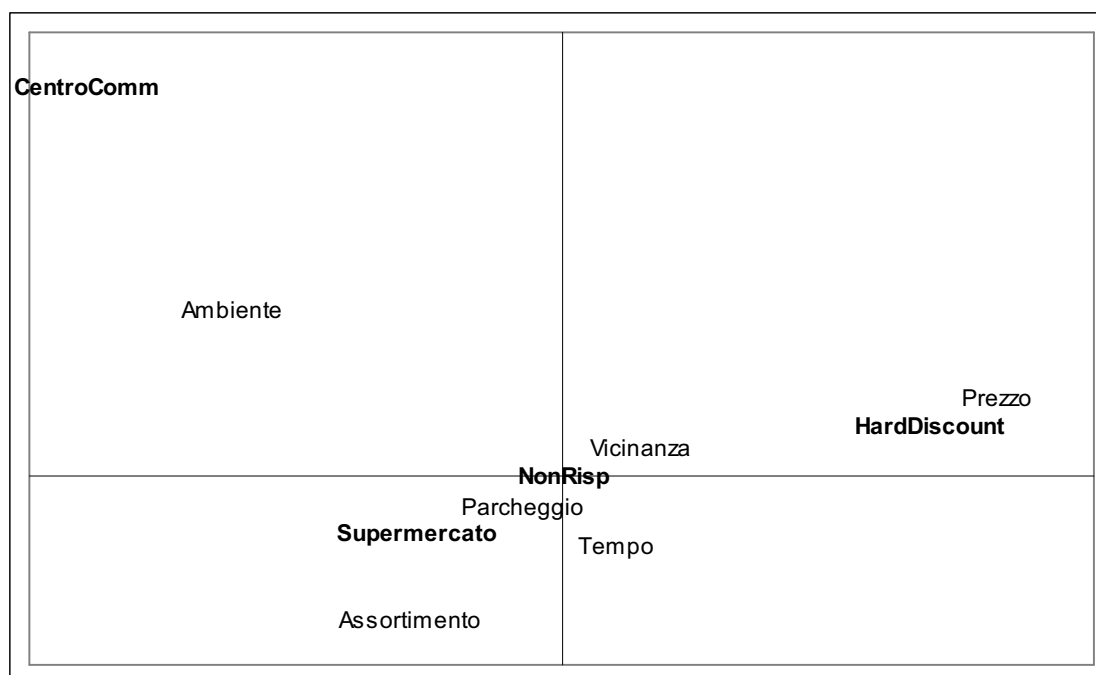 CentroComm
Ambiente
Prezzo
HardDiscount
Vicinanza
NonRisp
Parcheggio
Supermercato
Tempo
Assortimento